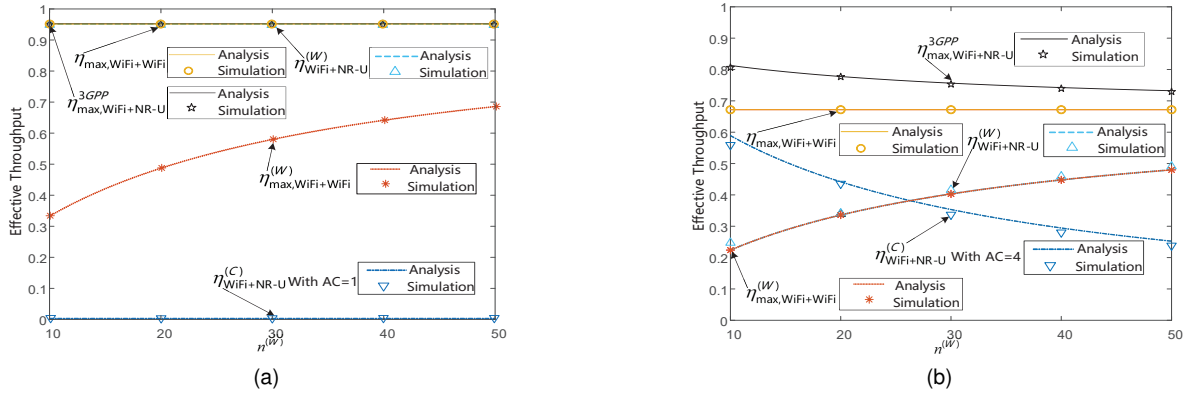 1
0.9
0.8
0.7
0.6
0.5
0.4
0.3
0.2
0.1
0
10
20
30
40
50
n^(W)
Effective Throughput
η_max,WiFi+WiFi
Analysis
Simulation
η^(W)_WiFi+NR-U
Analysis
Simulation
η^3GPP_max,WiFi+NR-U
Analysis
Simulation
η^(W)_max,WiFi+WiFi
Analysis
Simulation
η^(C)_WiFi+NR-U With AC=1
Analysis
Simulation
(a)
1
0.9
0.8
0.7
0.6
0.5
0.4
0.3
0.2
0.1
0
10
20
30
40
50
n^(W)
Effective Throughput
η^3GPP_max,WiFi+NR-U
Analysis
Simulation
η_max,WiFi+WiFi
Analysis
Simulation
η^(W)_WiFi+NR-U
Analysis
Simulation
η^(C)_WiFi+NR-U With AC=4
Analysis
Simulation
η^(W)_max,WiFi+WiFi
Analysis
Simulation
(b)